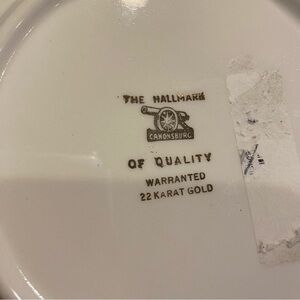 THE HALLMARK
CANONSBURG
OF QUALITY
WARRANTED
22 KARAT GOLD